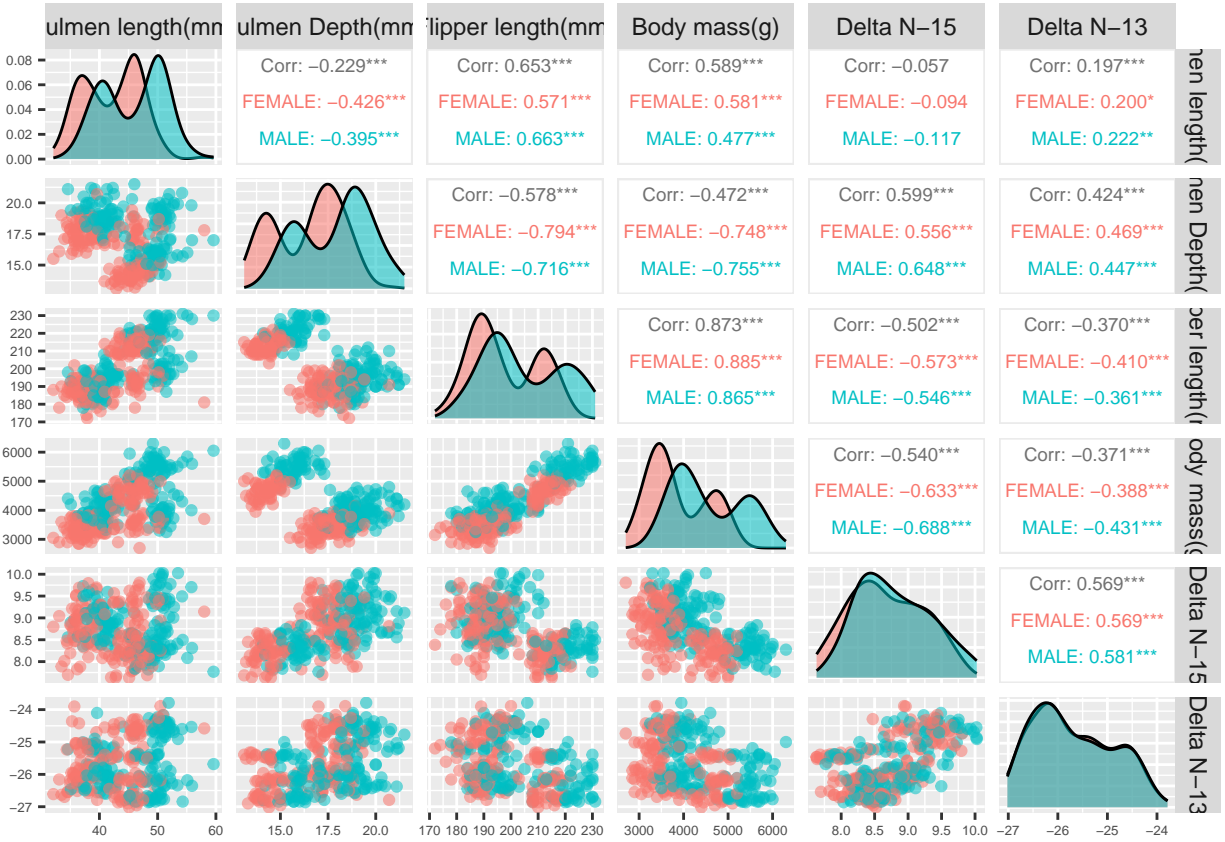 ulmen length(mm
ulmen Depth(mm
lipper length(mm
Body mass(g)
Delta N−15
Delta N−13
0.08
0.06
0.04
0.02
0.00
Corr: −0.229***
FEMALE: −0.426***
MALE: −0.395***
Corr: 0.653***
FEMALE: 0.571***
MALE: 0.663***
Corr: 0.589***
FEMALE: 0.581***
MALE: 0.477***
Corr: −0.057
FEMALE: −0.094
MALE: −0.117
Corr: 0.197***
FEMALE: 0.200*
MALE: 0.222**
en length(
20.0
17.5
15.0
Corr: −0.578***
FEMALE: −0.794***
MALE: −0.716***
Corr: −0.472***
FEMALE: −0.748***
MALE: −0.755***
Corr: 0.599***
FEMALE: 0.556***
MALE: 0.648***
Corr: 0.424***
FEMALE: 0.469***
MALE: 0.447***
en Depth(
230
220
210
200
190
180
170
Corr: 0.873***
FEMALE: 0.885***
MALE: 0.865***
Corr: −0.502***
FEMALE: −0.573***
MALE: −0.546***
Corr: −0.370***
FEMALE: −0.410***
MALE: −0.361***
er length(
6000
5000
4000
3000
Corr: −0.540***
FEMALE: −0.633***
MALE: −0.688***
Corr: −0.371***
FEMALE: −0.388***
MALE: −0.431***
ody mass(
10.0
9.5
9.0
8.5
8.0
Corr: 0.569***
FEMALE: 0.569***
MALE: 0.581***
Delta N−15
−24
−25
−26
−27
Delta N−13
40 50 60
15.0 17.5 20.0
170 180 190 200 210 220 230
3000 4000 5000 6000
8.0 8.5 9.0 9.5 10.0
−27 −26 −25 −24